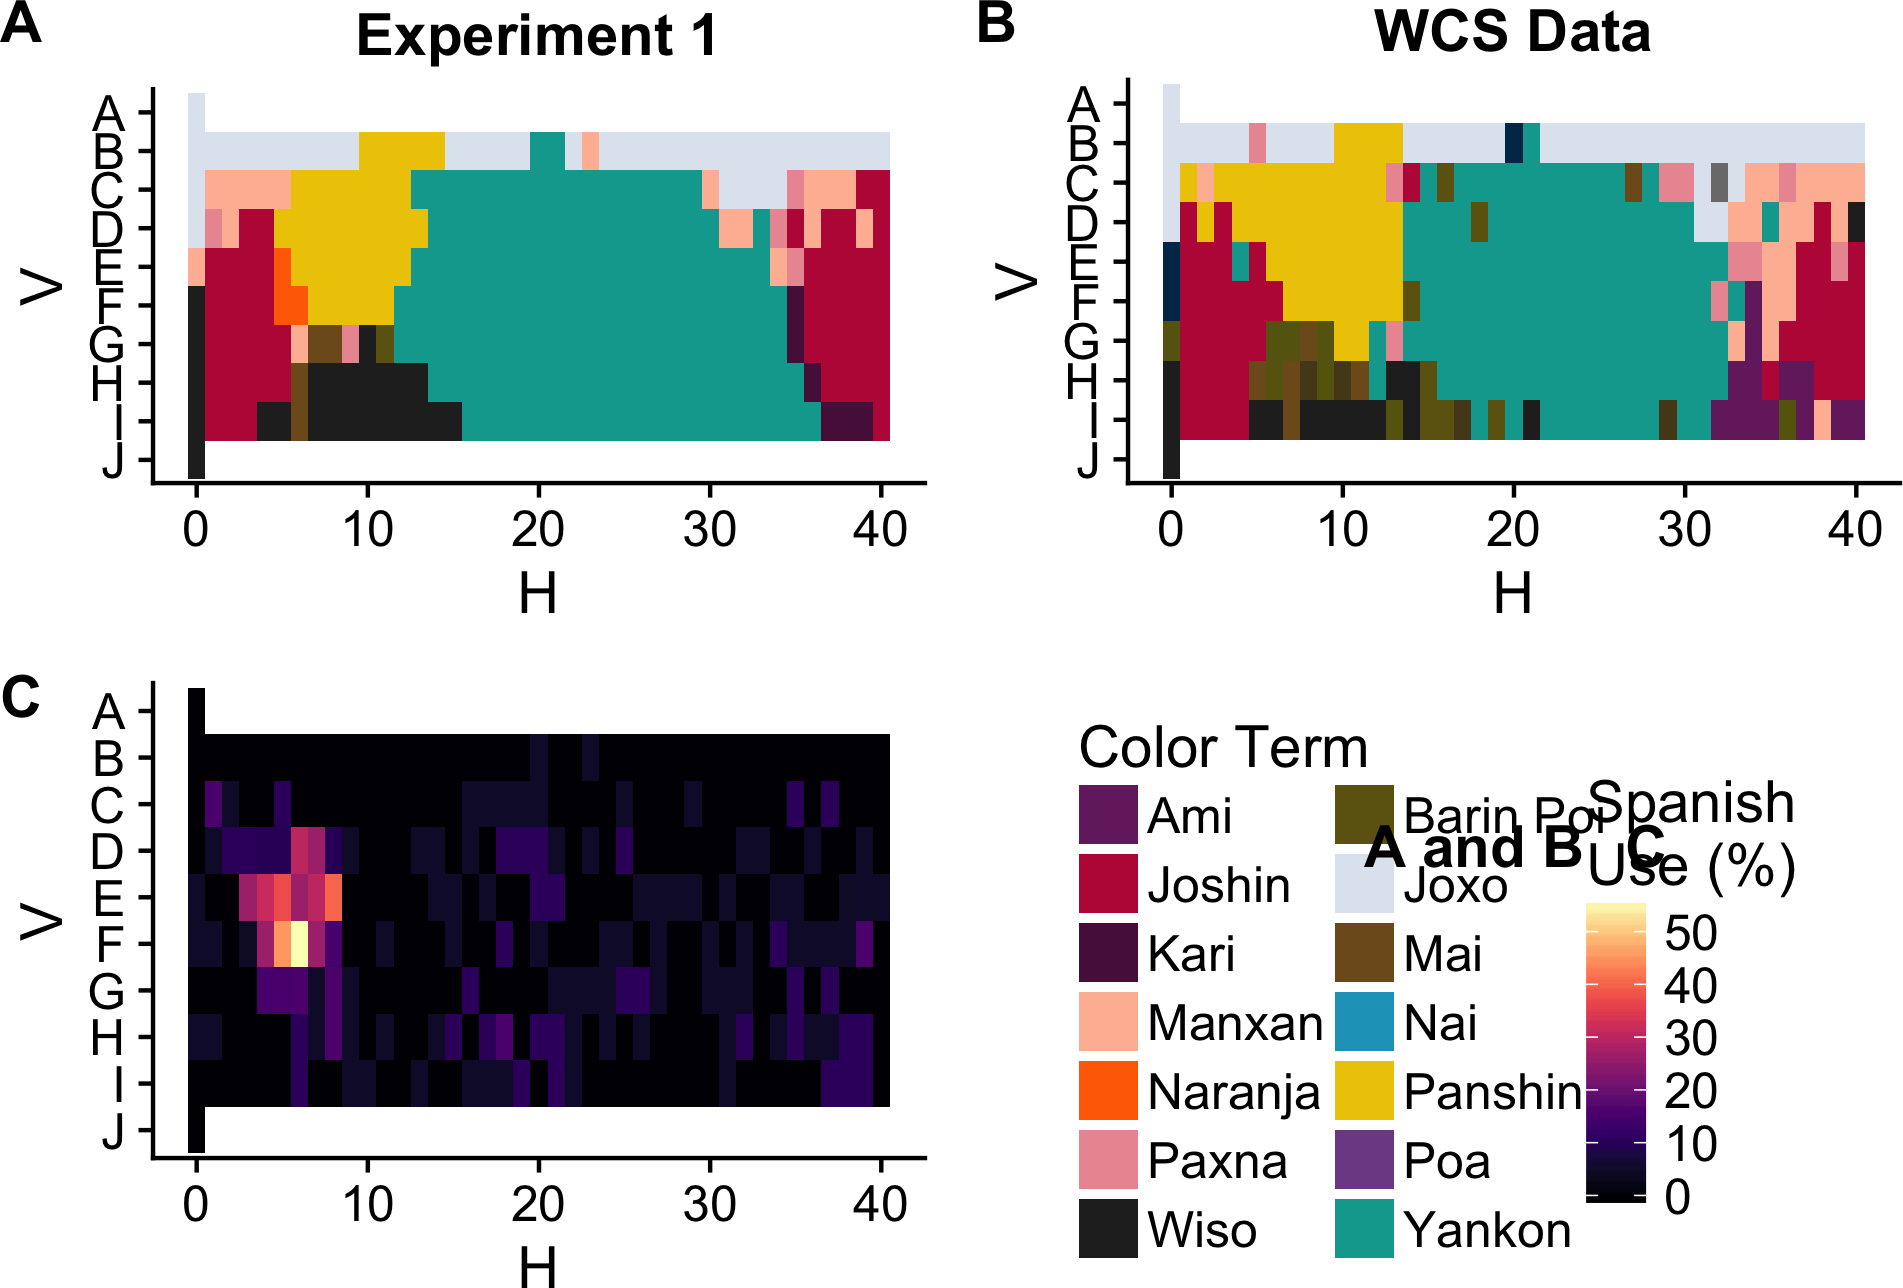 A
Experiment 1
V
A
B
C
D
E
F
G
H
I
J
0 10 20 30 40
H
B
WCS Data
V
A
B
C
D
E
F
G
H
I
J
0 10 20 30 40
H
C
V
A
B
C
D
E
F
G
H
I
J
0 10 20 30 40
H
Color Term
Ami
Joshin
Kari
Manxan
Naranja
Paxna
Wiso
Barin Poi
Joxo
Mai
Nai
Panshin
Poa
Yankon
A and B
C
Spanish
Use (%)
50
40
30
20
10
0